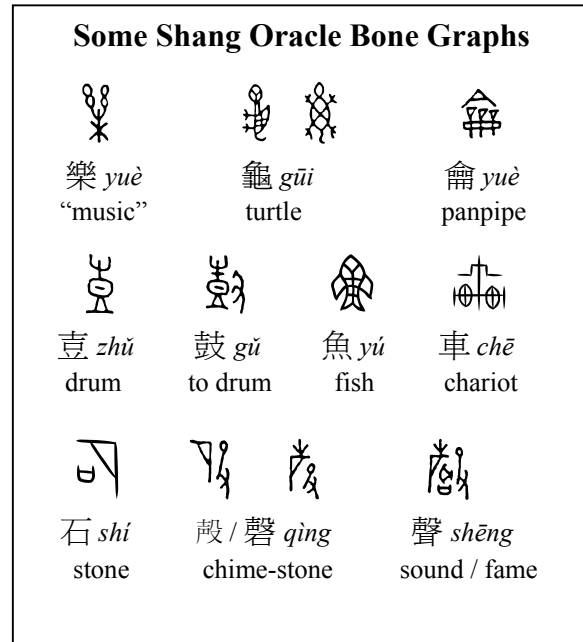 Some Shang Oracle Bone Graphs
樂 yuè 龜 gūi 龠 yuè
“music” turtle panpipe
壴 zhǔ 鼓 gǔ 魚 yú 車 chē
drum to drum fish chariot
石 shí 殸 / 磬 qìng 聲 shēng
stone chime-stone sound / fame